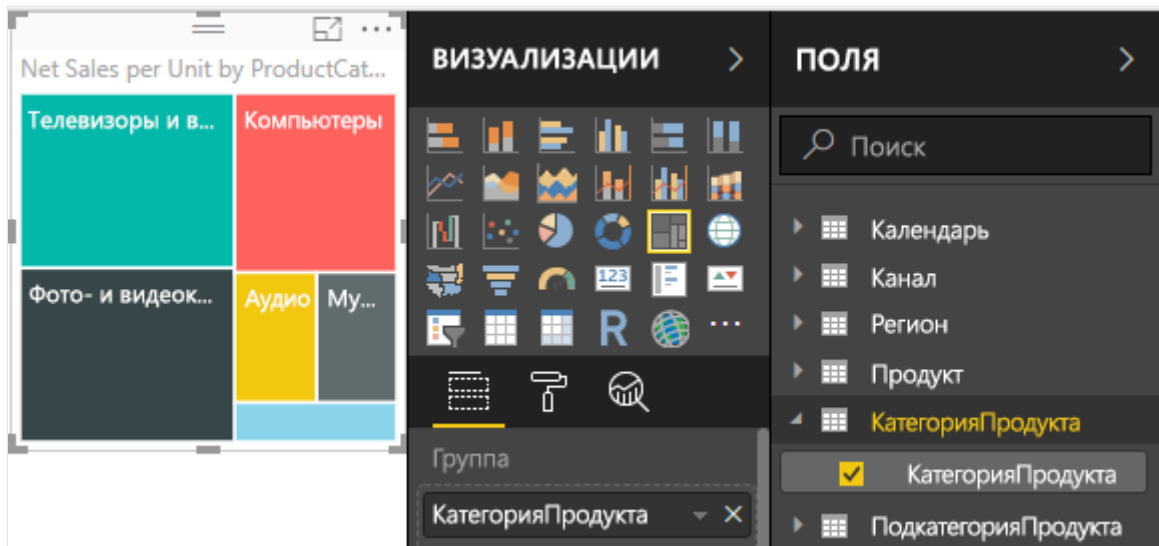 Net Sales per Unit by ProductCat...
Телевизоры и в...
Компьютеры
Фото- и видеок...
Аудио
Му...
ВИЗУАЛИЗАЦИИ
123
R
Группа
КатегорияПродукта
ПОЛЯ
Поиск
Календарь
Канал
Регион
Продукт
КатегорияПродукта
КатегорияПродукта
ПодкатегорияПродукта